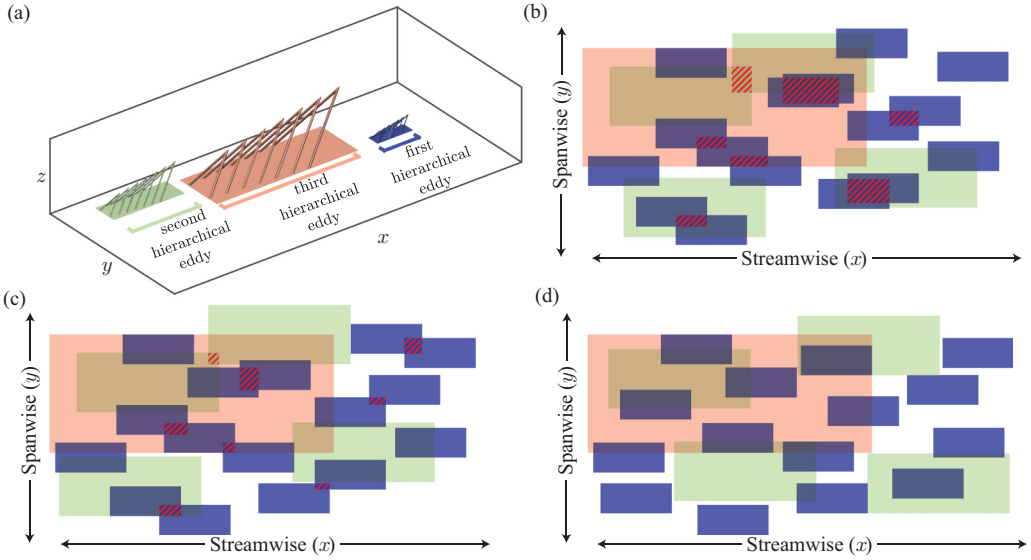 (a)
z
y
x
second
hierarchical
eddy
third
hierarchical
eddy
first
hierarchical
eddy
(b)
Spanwise (y)
Streamwise (x)
(c)
Spanwise (y)
Streamwise (x)
(d)
Spanwise (y)
Streamwise (x)